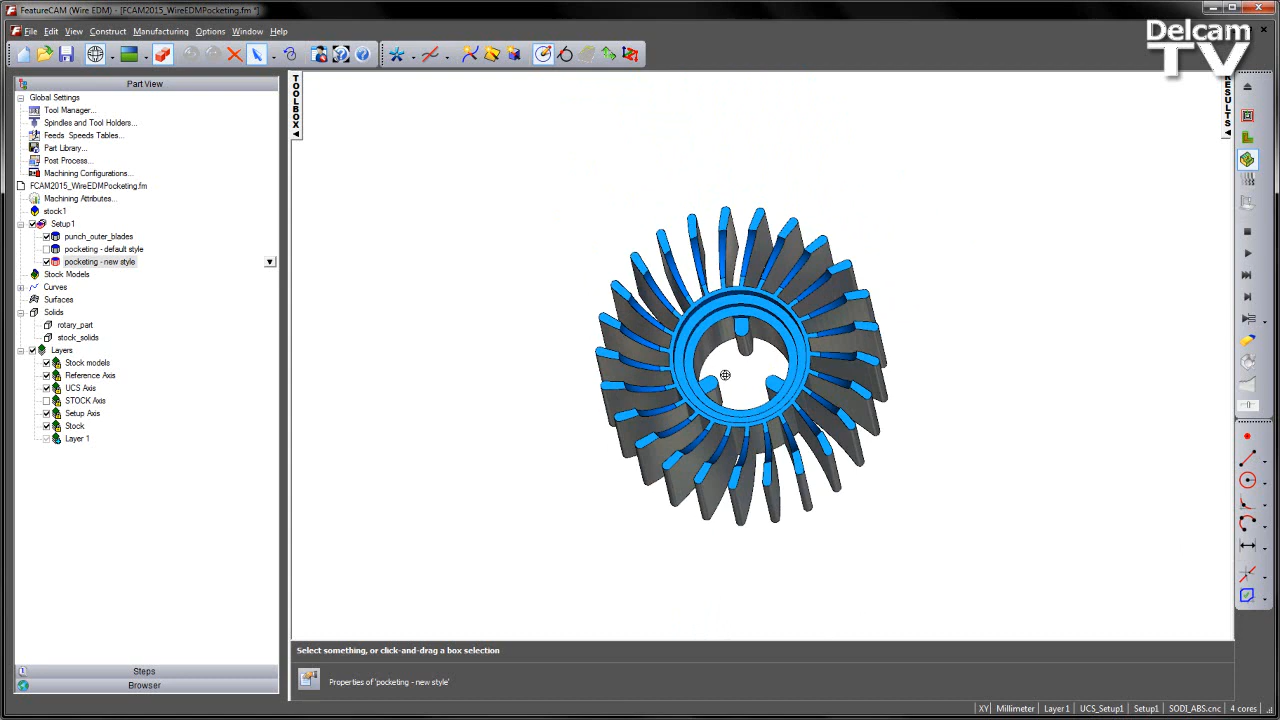 FeatureCAM (Wire EDM) - [FCAM2015_WireEDMPocketing.fm *]
File Edit View Construct Manufacturing Options Window Help
Delcam
TV
Part View
TOOLBOX
RESULTS
Global Settings
Tool Manager...
Spindles and Tool Holders...
Feeds Speeds Tables...
Part Library...
Post Process...
Machining Configurations...
FCAM2015_WireEDMPocketing.fm
Machining Attributes...
stock1
Setup1
punch_outer_blades
pocketing - default style
pocketing - new style
Stock Models
Curves
Surfaces
Solids
rotary_part
stock_solids
Layers
Stock models
Reference Axis
UCS Axis
STOCK Axis
Setup Axis
Stock
Layer 1
Select something, or click-and-drag a box selection
Steps
Properties of 'pocketing - new style'
Browser
XY Millimeter Layer 1 UCS_Setup1 Setup1 SODI_ABS.cnc 4 cores